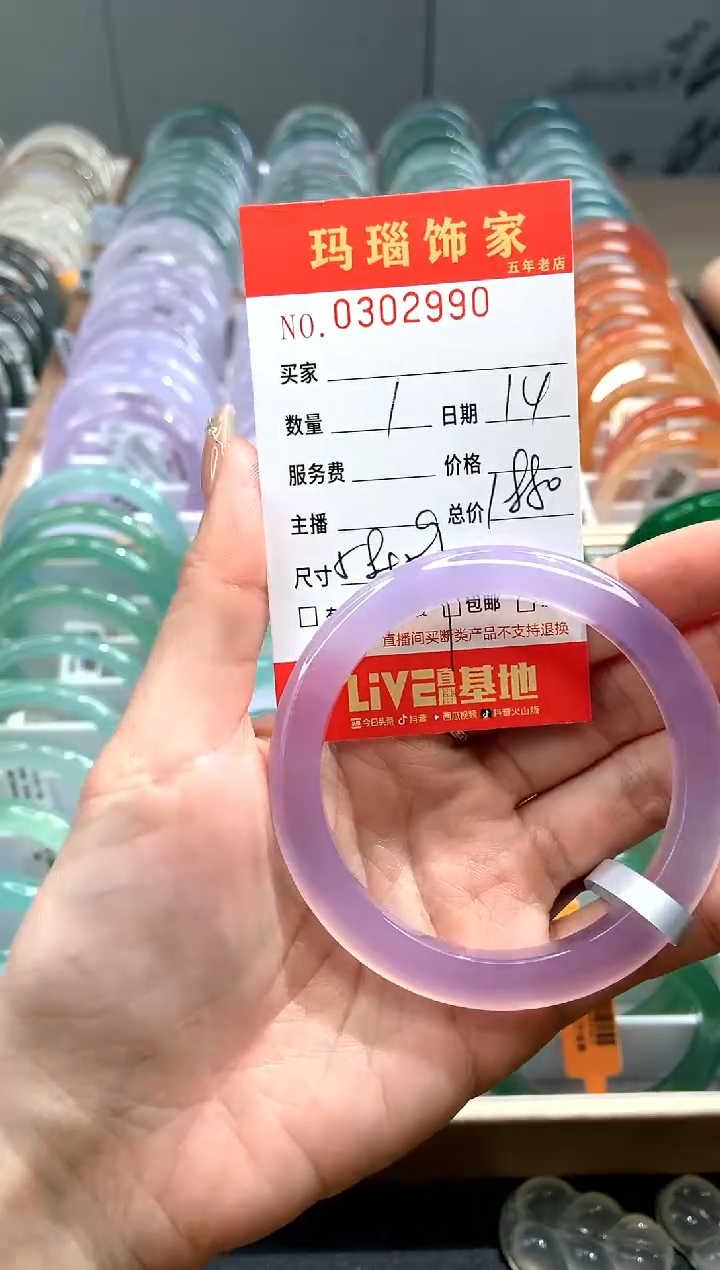 玛瑙饰家
五年老店
NO.0302990
买家
数量 1 日期 14
服务费 价格
主播 总价 1880
尺寸
包邮
直播间买断类产品不支持退换
LiVE直播基地
今日头条 抖音 西瓜视频 抖音火山版